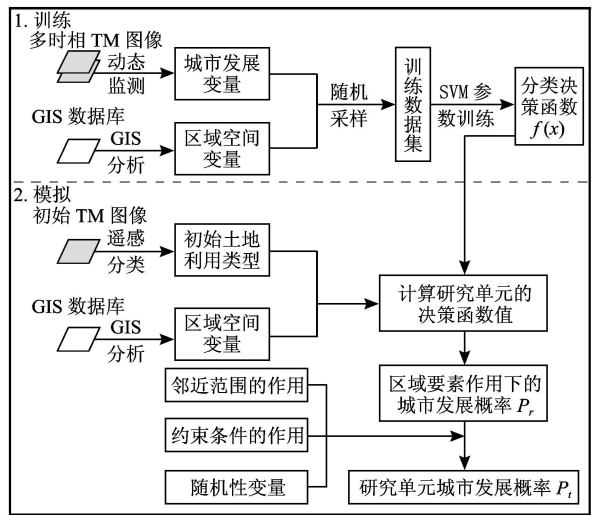 1. 训练
多时相 TM 图像
动态
监测
城市发展
变量
GIS 数据库
GIS
分析
区域空间
变量
随机
采样
训
练
数
据
集
SVM 参
数训练
分类决
策函数
f(x)
2. 模拟
初始 TM 图像
遥感
分类
初始土地
利用类型
GIS 数据库
GIS
分析
区域空间
变量
计算研究单元的
决策函数值
邻近范围的作用
约束条件的作用
随机性变量
区域要素作用下的
城市发展概率 Pr
研究单元城市发展概率 Pt